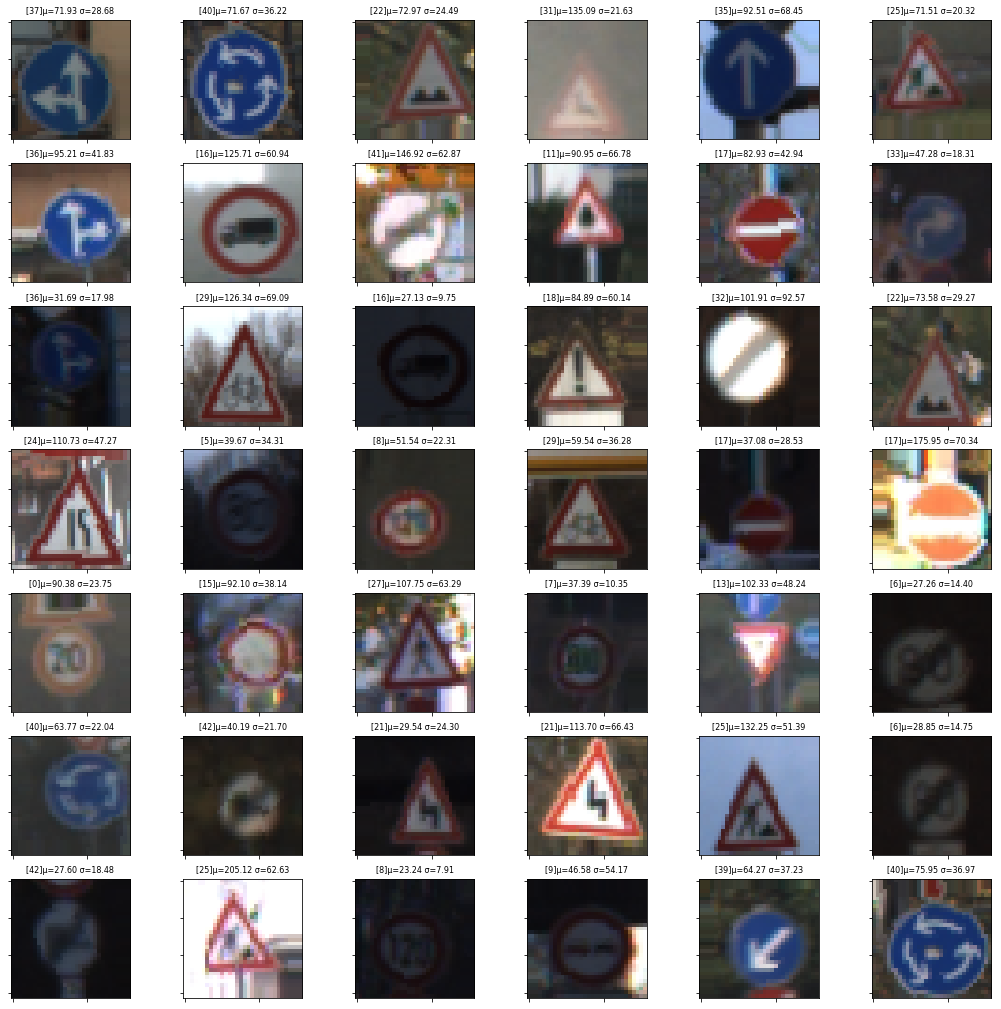 [37]μ=71.93 σ=28.68 [40]μ=71.67 σ=36.22 [22]μ=72.97 σ=24.49 [31]μ=135.09 σ=21.63 [35]μ=92.51 σ=68.45 [25]μ=71.51 σ=20.32
[36]μ=95.21 σ=41.83 [16]μ=125.71 σ=60.94 [41]μ=146.92 σ=62.87 [11]μ=90.95 σ=66.78 [17]μ=82.93 σ=42.94 [33]μ=47.28 σ=18.31
[36]μ=31.69 σ=17.98 [29]μ=126.34 σ=69.09 [16]μ=27.13 σ=9.75 [18]μ=84.89 σ=60.14 [32]μ=101.91 σ=92.57 [22]μ=73.58 σ=29.27
[24]μ=110.73 σ=47.27 [5]μ=39.67 σ=34.31 [8]μ=51.54 σ=22.31 [29]μ=59.54 σ=36.28 [17]μ=37.08 σ=28.53 [17]μ=175.95 σ=70.34
[0]μ=90.38 σ=23.75 [15]μ=92.10 σ=38.14 [27]μ=107.75 σ=63.29 [7]μ=37.39 σ=10.35 [13]μ=102.33 σ=48.24 [6]μ=27.26 σ=14.40
20
[40]μ=63.77 σ=22.04 [42]μ=40.19 σ=21.70 [21]μ=29.54 σ=24.30 [21]μ=113.70 σ=66.43 [25]μ=132.25 σ=51.39 [6]μ=28.85 σ=14.75
[42]μ=27.60 σ=18.48 [25]μ=205.12 σ=62.63 [8]μ=23.24 σ=7.91 [9]μ=46.58 σ=54.17 [39]μ=64.27 σ=37.23 [40]μ=75.95 σ=36.97
120